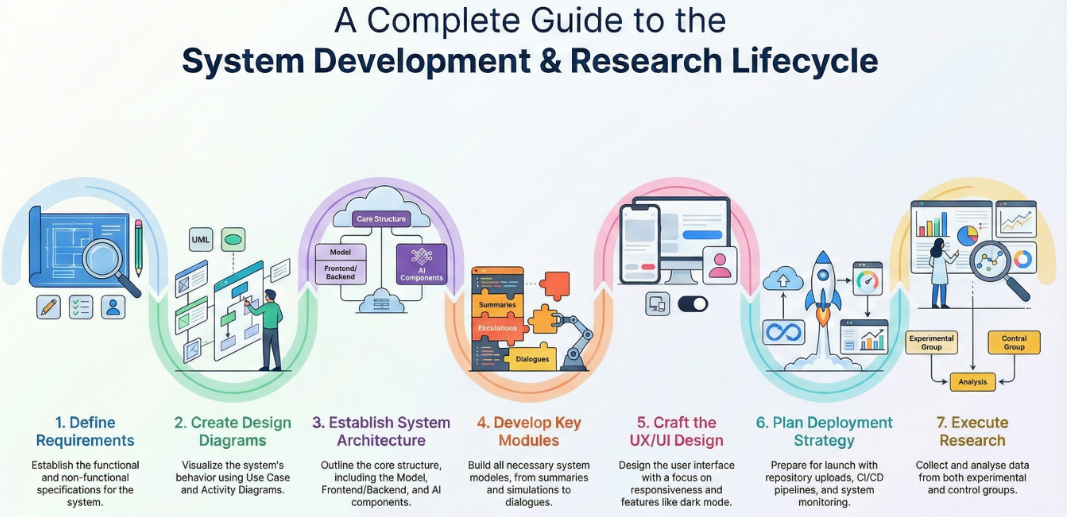 A Complete Guide to the
System Development & Research Lifecycle
UML
Care Structure
Model
Frontend/
Backend
AI
Components
Summaries
Dialogues
Experimental
Group
Contral
Group
Analysis
1. Define
Requirements
Establish the functional
and non-functional
specifications for the
system.
2. Create Design
Diagrams
Visualize the system's
behavior using Use Case
and Activity Diagrams.
3. Establish System
Architecture
Outline the core structure,
including the Model,
Frontend/Backend, and AI
components.
4. Develop Key
Modules
Build all necessary system
modeles, from summaries
and simulations to
dialogues.
5. Craft the
UX/UI Design
Design the user interface
with a focus on
responsiveness and
features like dark mode.
6. Plan Deployment
Strategy
Prepare for launch with
repository uploads, CI/CD
pipelines, and system
monitoring.
7. Execute
Research
Collect and analyse data
from both experimental
and control groups.